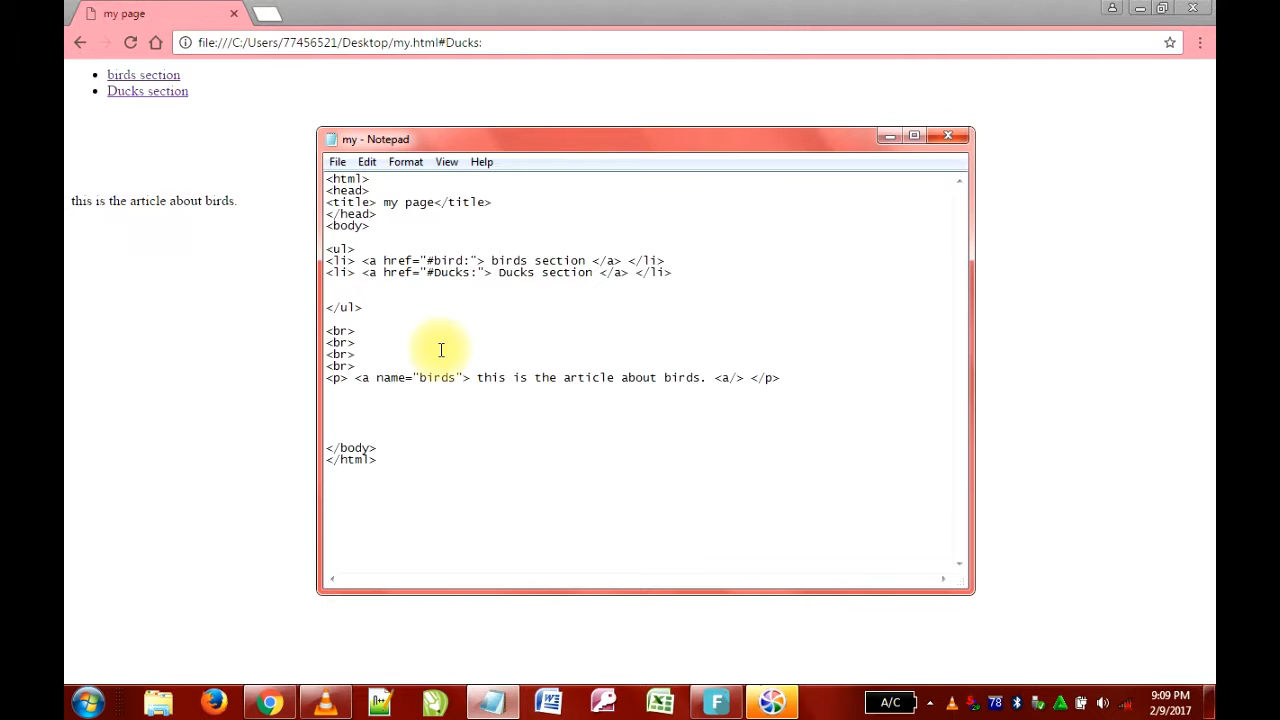 my page
file:///C:/Users/77456521/Desktop/my.html#Ducks:
birds section
Ducks section
this is the article about birds.
my - Notepad
File Edit Format View Help
<html>
<head>
<title> my page</title>
</head>
<body>
<ul>
<li> <a href="#bird:"> birds section </a> </li>
<li> <a href="#Ducks:"> Ducks section </a> </li>
</ul>
<br>
<br>
<br>
<br>
<p> <a name="birds"> this is the article about birds. <a/> </p>
</body>
</html>
A/C
78
9:09 PM
2/9/2017